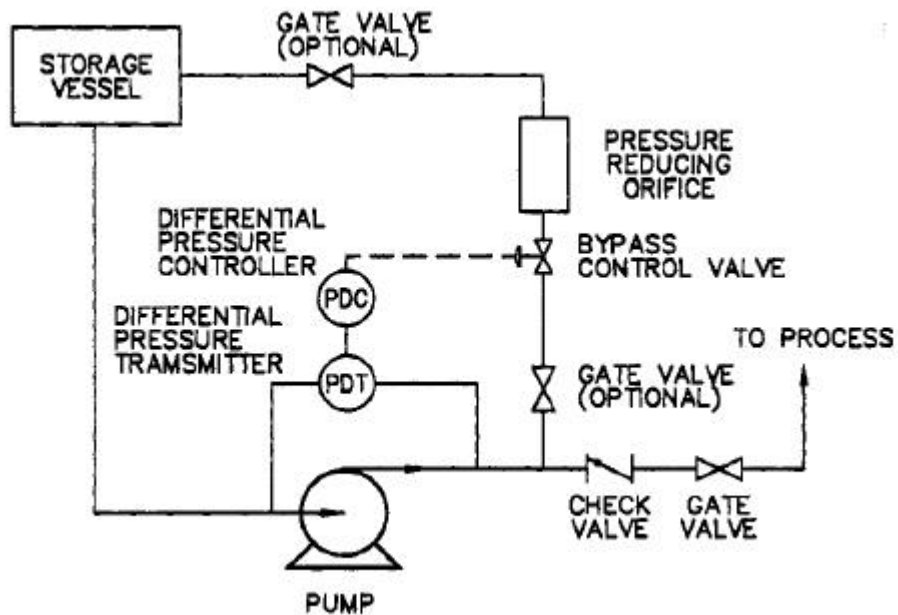 GATE VALVE
(OPTIONAL)
STORAGE
VESSEL
PRESSURE
REDUCING
ORIFICE
DIFFERENTIAL
PRESSURE
CONTROLLER
BYPASS
CONTROL VALVE
PDC
DIFFERENTIAL
PRESSURE
TRAMSMITTER
TO PROCESS
PDT
GATE VALVE
(OPTIONAL)
CHECK
VALVE
GATE
VALVE
PUMP